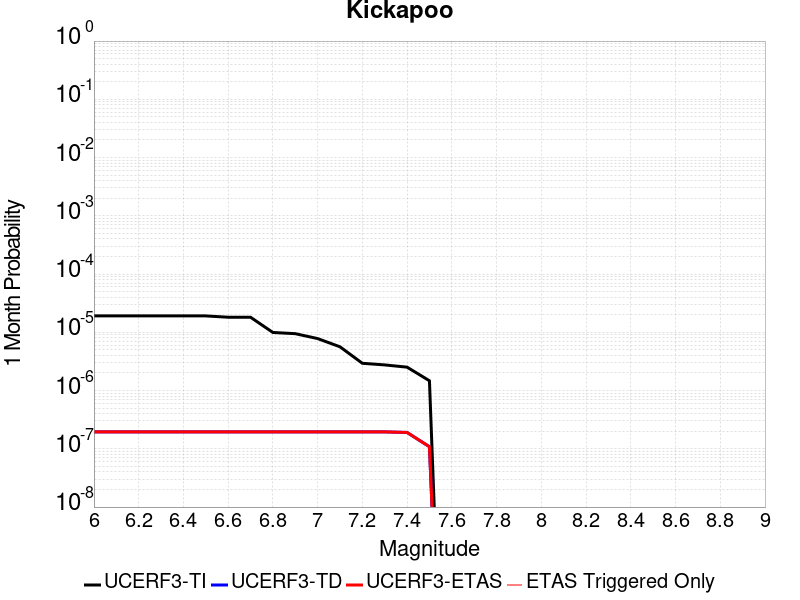 Kickapoo
1 Month Probability
10^0
10^-1
10^-2
10^-3
10^-4
10^-5
10^-6
10^-7
10^-8
6 6.2 6.4 6.6 6.8 7 7.2 7.4 7.6 7.8 8 8.2 8.4 8.6 8.8 9
Magnitude
UCERF3-TI UCERF3-TD UCERF3-ETAS ETAS Triggered Only